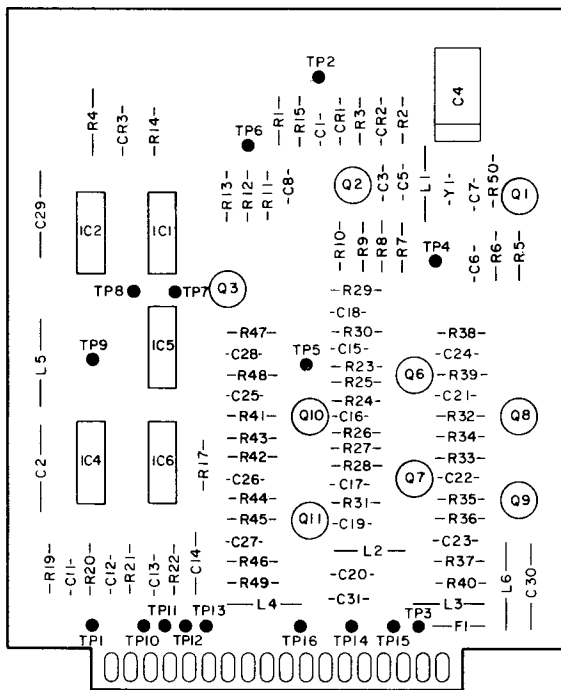 TP2
R4
CR3
R14
TP6
R1
R15
C1
CR1
R3
CR2
R2
C4
C29
IC2
IC1
R13
R12
R11
C8
Q2
C3
C5
L1
Y1
C7
R50
Q1
R10
R9
R8
R7
TP4
C6
R6
R5
TP8
TP7
Q3
R29
C18
R47
R30
R38
L5
TP9
IC5
C28
TP5
C15
C24
R48
R23
Q6
R39
R25
C25
R24
C21
R41
Q10
C16
R32
Q8
C2
IC4
IC6
R17
R43
R26
R34
R42
R27
R33
C26
R28
Q7
C22
R44
C17
R35
Q9
R45
Q11
R31
R36
C27
C19
C23
R19
C11
R20
C12
R21
C13
R22
C14
R46
L2
R37
R49
C20
R40
L6
C30
L4
C31
L3
TP1
TP10
TP11
TP12
TP13
TP16
TP14
TP15
TP3
F1